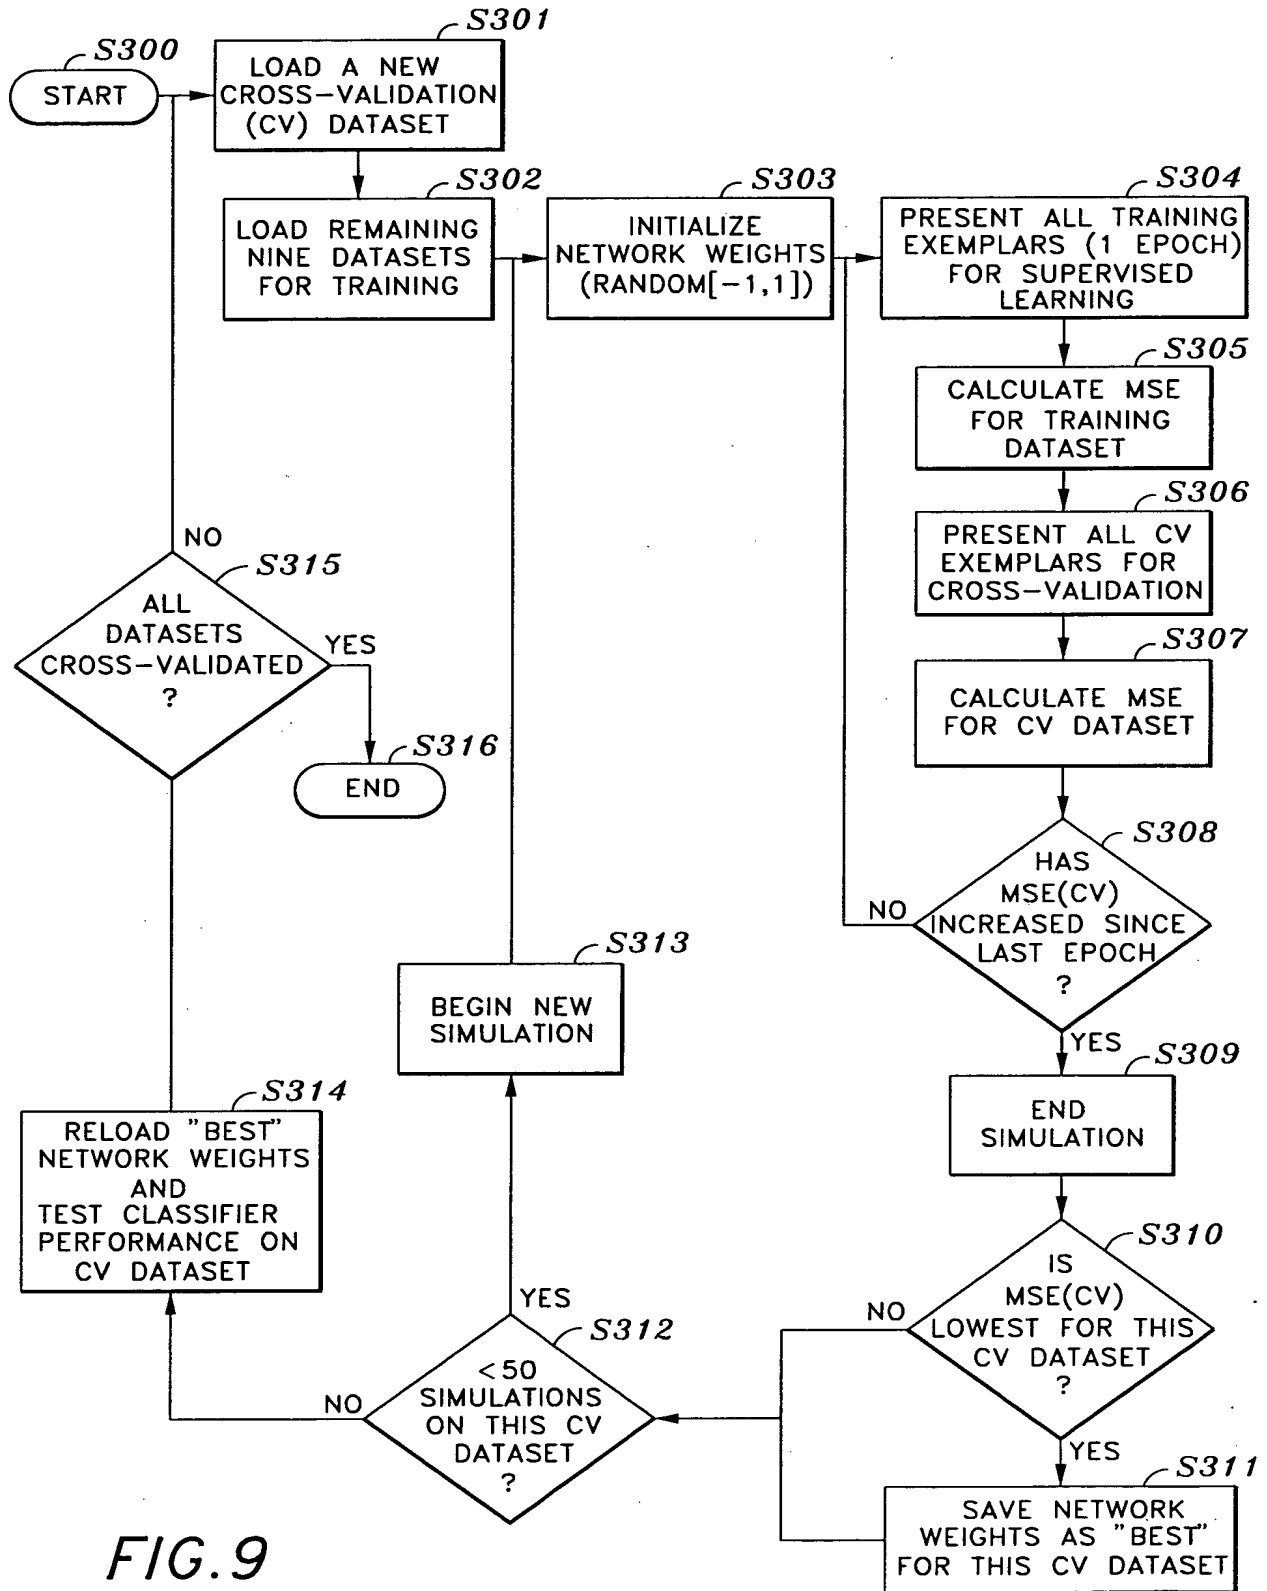 S300
START
S301
LOAD A NEW
CROSS-VALIDATION
(CV) DATASET
S302
LOAD REMAINING
NINE DATASETS
FOR TRAINING
S303
INITIALIZE
NETWORK WEIGHTS
(RANDOM[-1,1])
S304
PRESENT ALL TRAINING
EXEMPLARS (1 EPOCH)
FOR SUPERVISED
LEARNING
S305
CALCULATE MSE
FOR TRAINING
DATASET
S306
PRESENT ALL CV
EXEMPLARS FOR
CROSS-VALIDATION
S307
CALCULATE MSE
FOR CV DATASET
S308
HAS
MSE(CV)
INCREASED SINCE
LAST EPOCH
?
NO
YES
S309
END
SIMULATION
S310
IS
MSE(CV)
LOWEST FOR THIS
CV DATASET
?
NO
YES
S311
SAVE NETWORK
WEIGHTS AS "BEST"
FOR THIS CV DATASET
S312
<50
SIMULATIONS
ON THIS CV
DATASET
?
YES
NO
S313
BEGIN NEW
SIMULATION
S314
RELOAD "BEST"
NETWORK WEIGHTS
AND
TEST CLASSIFIER
PERFORMANCE ON
CV DATASET
S315
ALL
DATASETS
CROSS-VALIDATED
?
NO
YES
S316
END
FIG.9